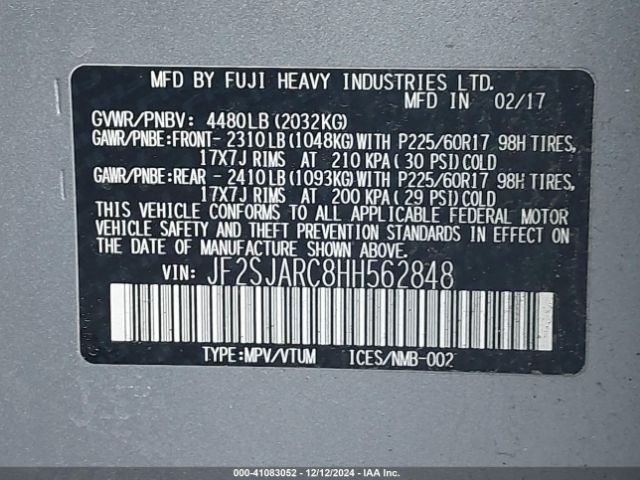 MFD BY FUJI HEAVY INDUSTRIES LTD.
MFD IN 02/17
GVWR/PNBV: 4480LB (2032KG)
GAWR/PNBE:FRONT-2310LB(1048KG)WITH P225/60R17 98H TIRES,
17X7J RIMS AT 210 KPA(30 PSI)COLD
GAWR/PNBE:REAR -2410LB(1093KG)WITH P225/60R17 98H TIRES,
17X7J RIMS AT 200 KPA(29 PSI)COLD
THIS VEHICLE CONFORMS TO ALL APPLICABLE FEDERAL MOTOR
VEHICLE SAFETY AND THEFT PREVENTION STANDARDS IN EFFECT ON
THE DATE OF MANUFACTURE SHOWN ABOVE.
VIN: JF2SJARC8HH562848
TYPE:MPV/VTUM ICES/NMB-002
000-41083052 - 12/12/2024 - IAA Inc.